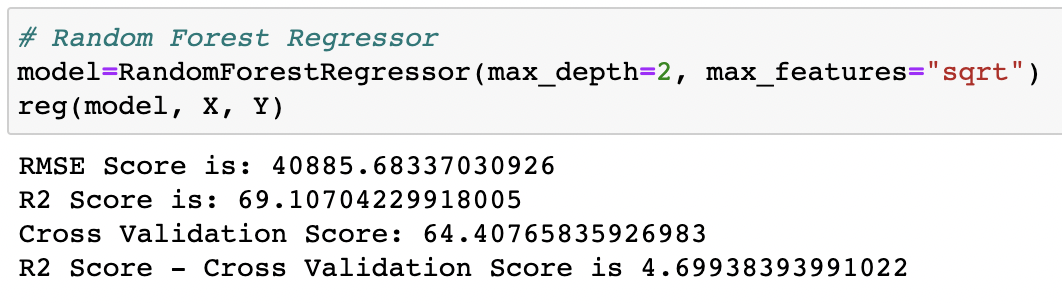 # Random Forest Regressor
model=RandomForestRegressor(max_depth=2, max_features="sqrt")
reg(model, X, Y)
RMSE Score is: 40885.68337030926
R2 Score is: 69.10704229918005
Cross Validation Score: 64.40765835926983
R2 Score - Cross Validation Score is 4.69938393991022